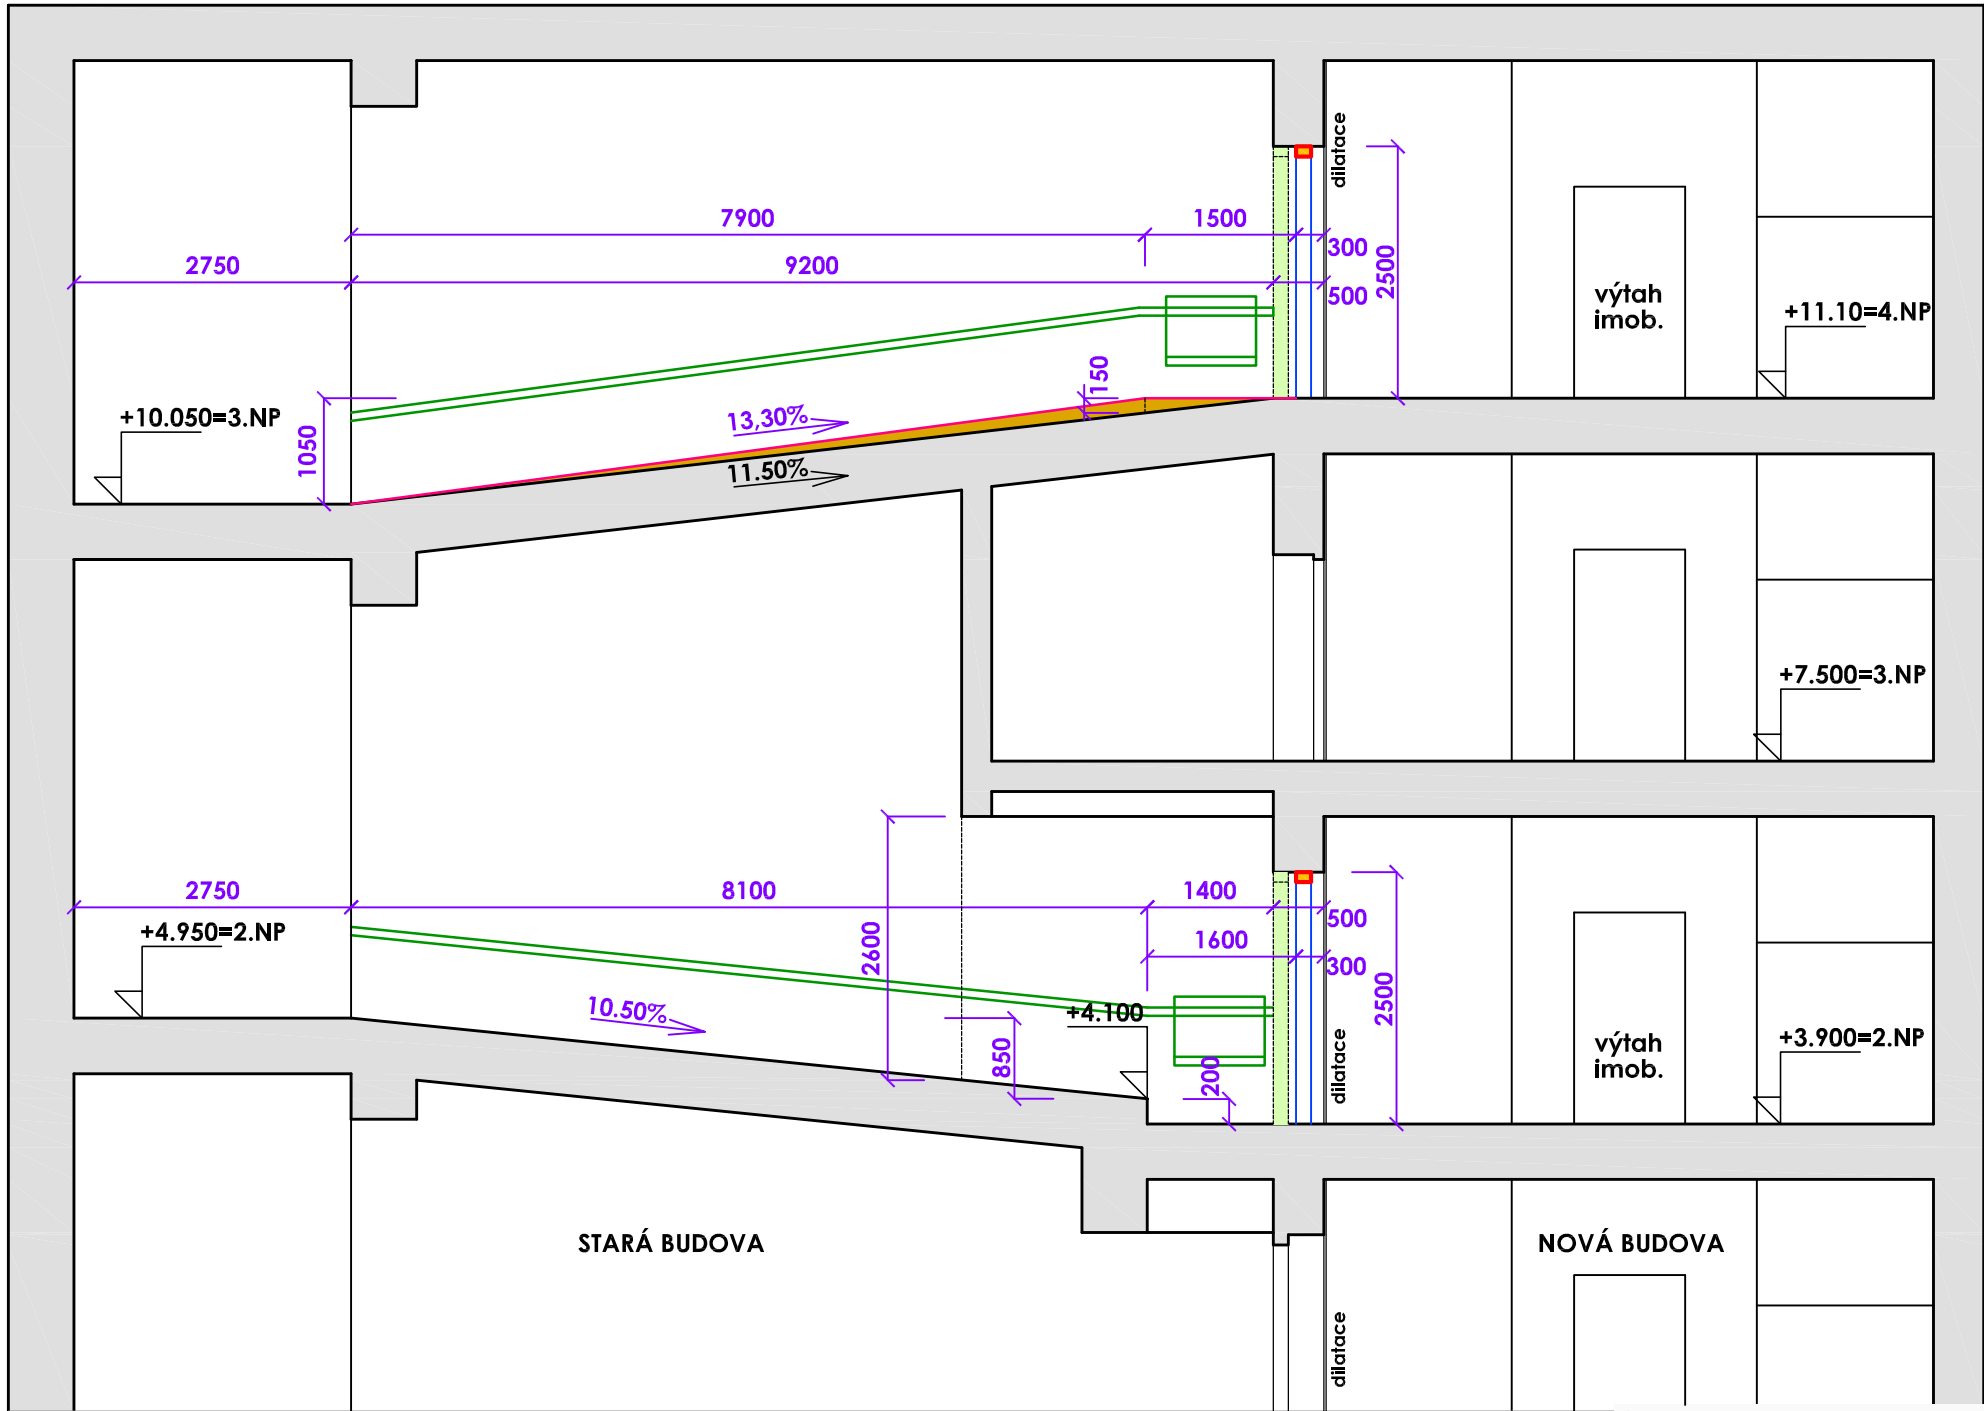 dilatace
7900
1500
300
2750
9200
500
2500
výtah
imob.
+11.10=4.NP
150
+10.050=3.NP
13,30%
1050
11.50%
+7.500=3.NP
2750
8100
1400
500
+4.950=2.NP
2600
1600
300
10.50%
2500
+4.100
850
200
dilatace
výtah
imob.
+3.900=2.NP
STARÁ BUDOVA
NOVÁ BUDOVA
dilatace